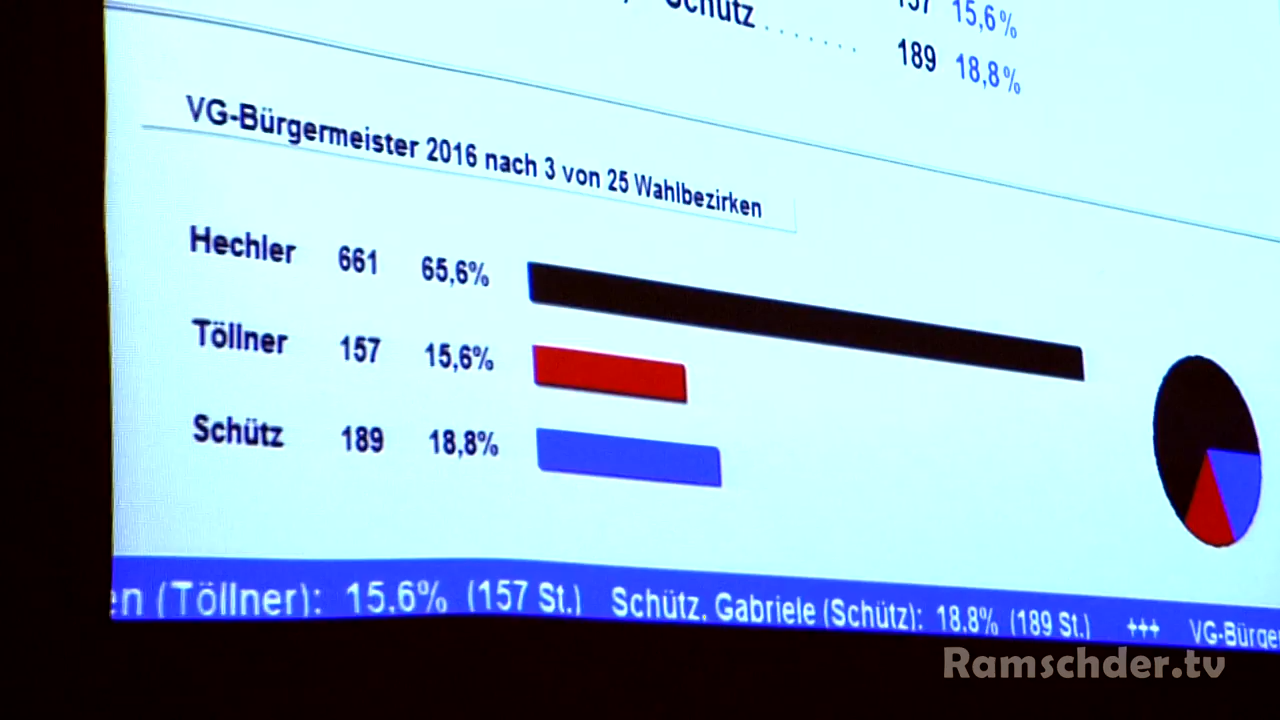 15,6%
Schütz ........ 189 18,8%
VG-Bürgermeister 2016 nach 3 von 25 Wahlbezirken
Hechler 661 65,6%
Töllner 157 15,6%
Schütz 189 18,8%
en (Töllner): 15,6% (157 St.) Schütz, Gabriele (Schütz): 18,8% (189 St.) +++ VG-Bürge
Ramschder.tv